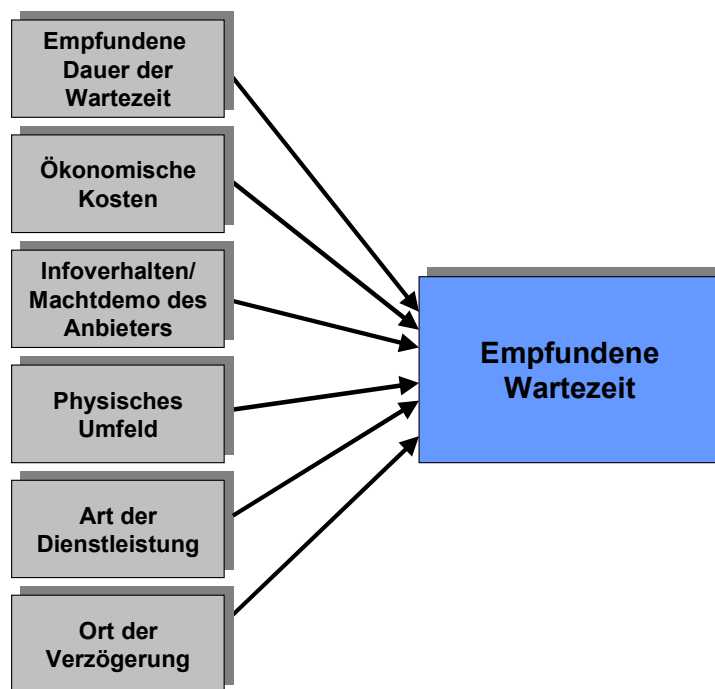 Empfundene
Dauer der
Wartezeit
Ökonomische
Kosten
Infoverhalten/
Machtdemo des
Anbieters
Physisches
Umfeld
Art der
Dienstleistung
Ort der
Verzögerung
Empfundene
Wartezeit